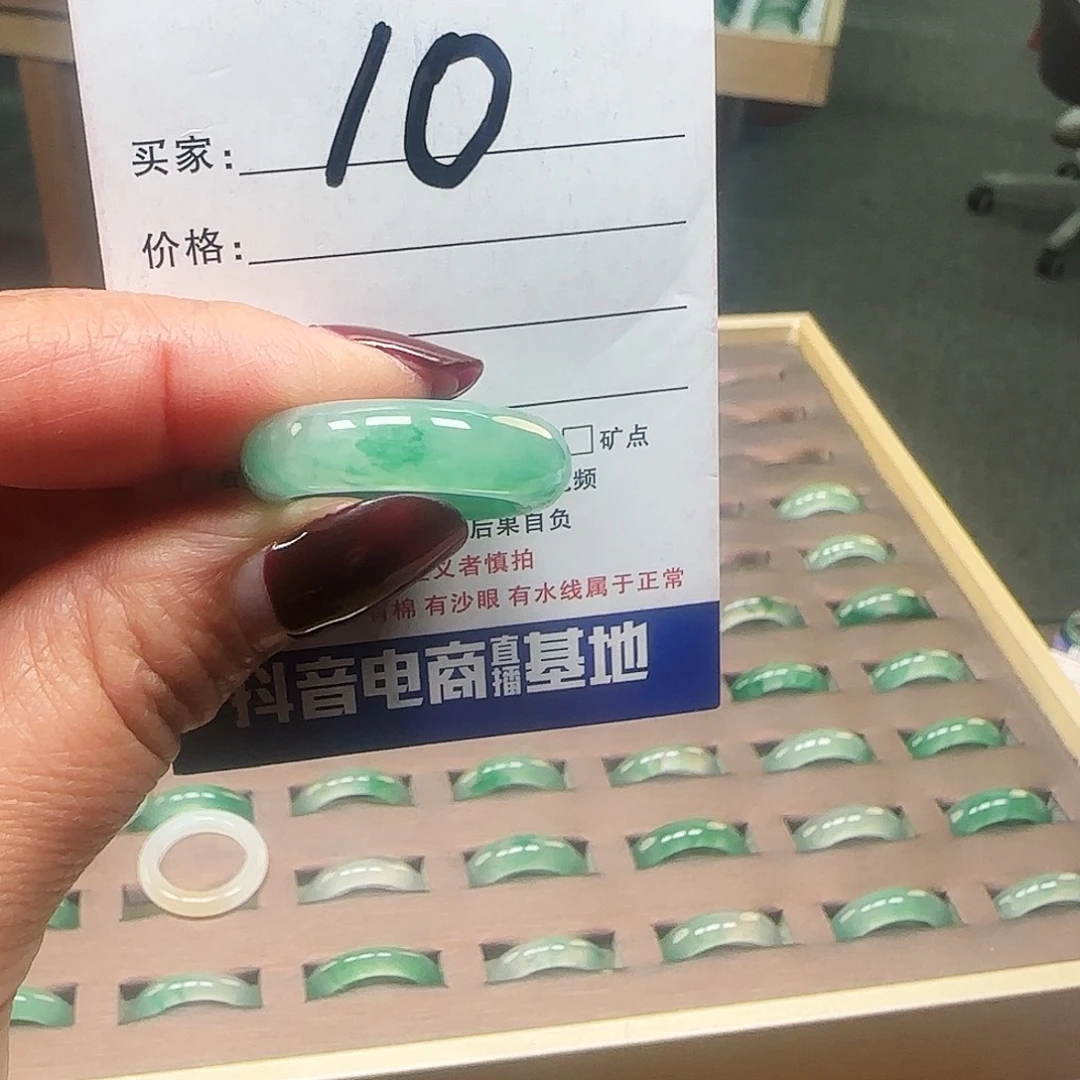 10
买家:
价格:
矿点
频
后果自负
义者慎拍
有棉 有沙眼 有水线属于正常
抖音电商直播基地